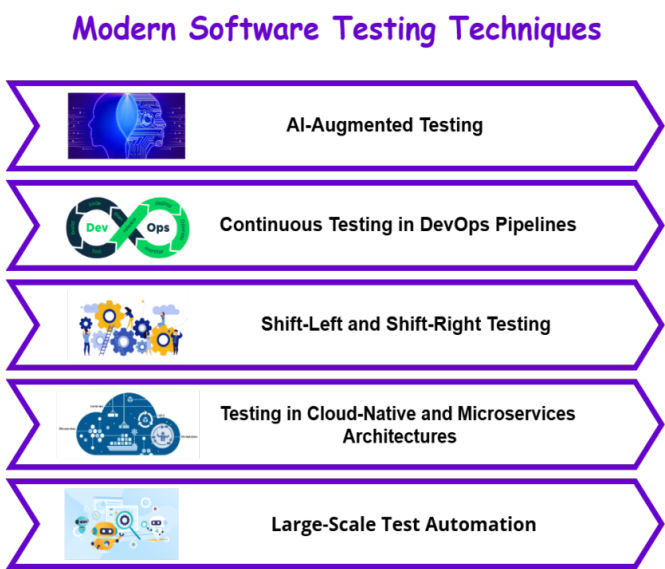 Modern Software Testing Techniques
AI-Augmented Testing
Dev
Ops
Continuous Testing in DevOps Pipelines
Shift-Left and Shift-Right Testing
Testing in Cloud-Native and Microservices
Architectures
Large-Scale Test Automation